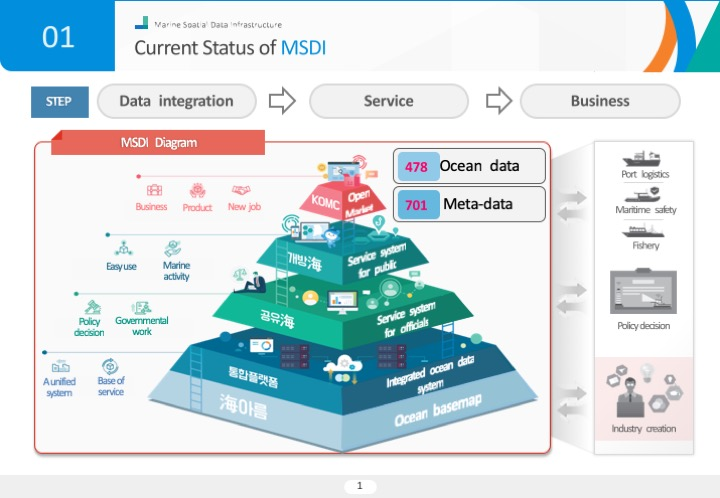 01
Marine Spatial Data Infrastructure
Current Status of MSDI
STEP
Data integration
Service
Business
MSDI Diagram
478 Ocean data
701 Meta-data
KOMC
Open
Market
Business
Product
New job
개방海
Service system
for public
Easy use
Marine
activity
공유海
Service system
for officials
Policy
decision
Governmental
work
통합플랫폼
Integrated ocean data
system
A unified
system
Base of
service
海아름
Ocean basemap
Port logistics
Maritime safety
Fishery
Policy decision
Industry creation
1